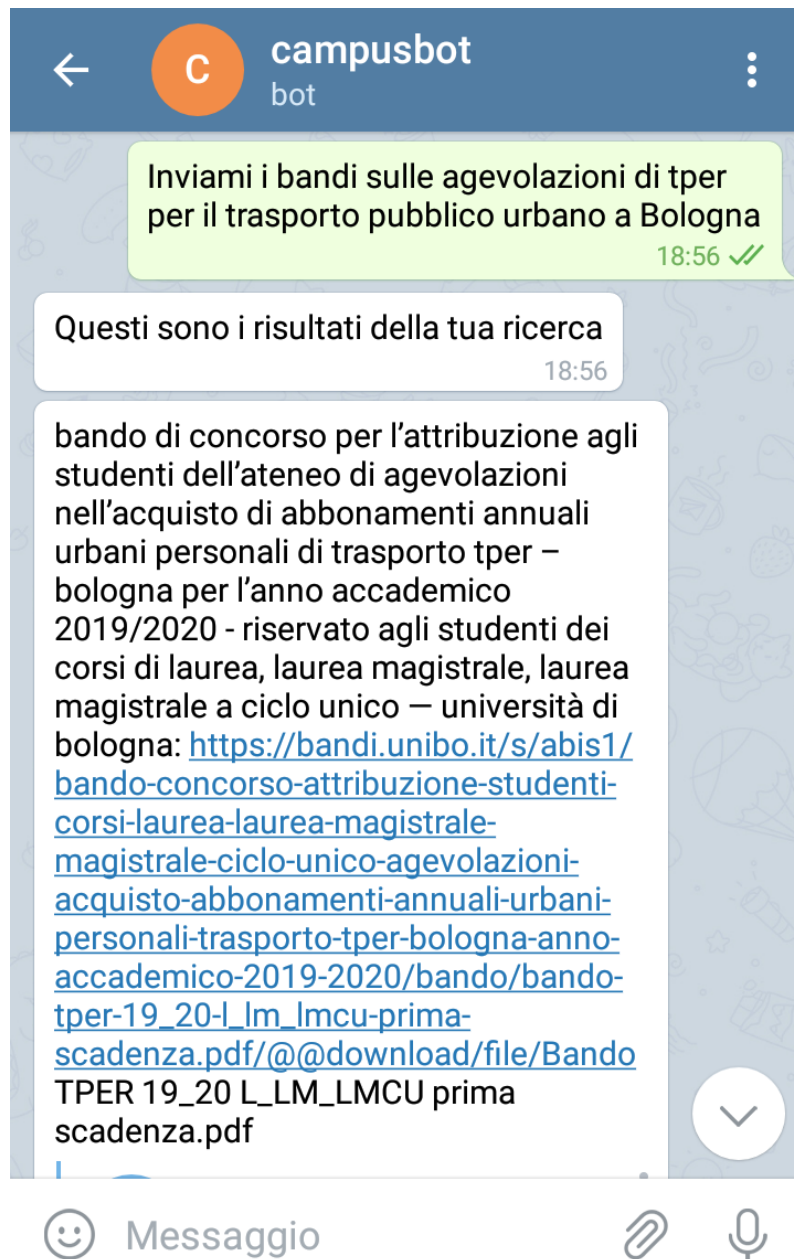 C
campusbot
bot
Inviami i bandi sulle agevolazioni di tper
per il trasporto pubblico urbano a Bologna
18:56
Questi sono i risultati della tua ricerca
18:56
bando di concorso per l’attribuzione agli
studenti dell’ateneo di agevolazioni
nell’acquisto di abbonamenti annuali
urbani personali di trasporto tper –
bologna per l’anno accademico
2019/2020 - riservato agli studenti dei
corsi di laurea, laurea magistrale, laurea
magistrale a ciclo unico — università di
bologna: https://bandi.unibo.it/s/abis1/
bando-concorso-attribuzione-studenti-
corsi-laurea-laurea-magistrale-
magistrale-ciclo-unico-agevolazioni-
acquisto-abbonamenti-annuali-urbani-
personali-trasporto-tper-bologna-anno-
accademico-2019-2020/bando/bando-
tper-19_20-l_lm_lmcu-prima-
scadenza.pdf/@@download/file/Bando
TPER 19_20 L_LM_LMCU prima
scadenza.pdf
Messaggio